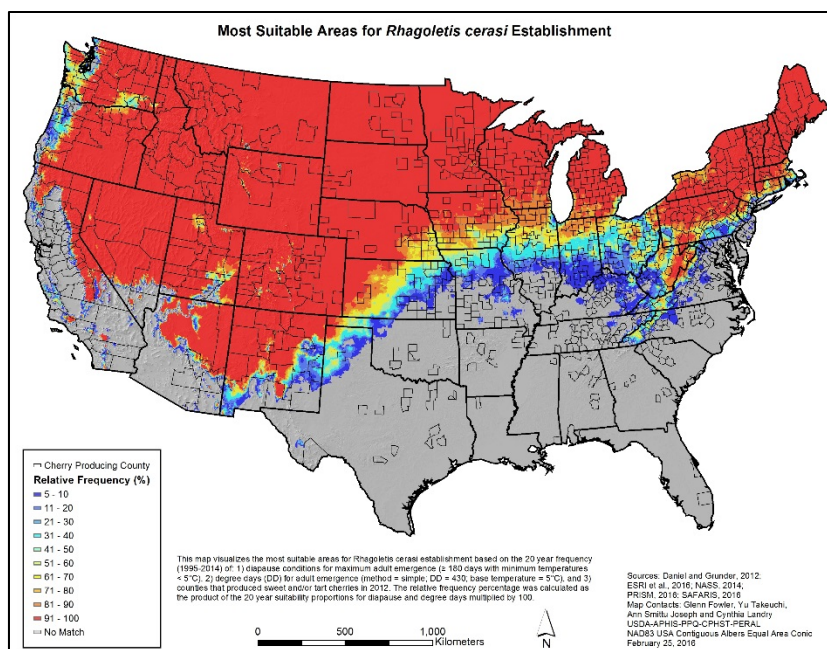 Most Suitable Areas for Rhagoletis cerasi Establishment
Cherry Producing County
Relative Frequency (%)
5 - 10
11 - 20
21 - 30
31 - 40
41 - 50
51 - 60
61 - 70
71 - 80
81 - 90
91 - 100
No Match
This map visualizes the most suitable areas for Rhagoletis cerasi establishment based on the 20 year frequency
(1995-2014) of: 1) diapause conditions for maximum adult emergence (≥ 180 days with minimum temperatures
< 5°C), 2) degree days (DD) for adult emergence (method = simple; DD = 430; base temperature = 5°C), and 3)
counties that produced sweet and/or tart cherries in 2012. The relative frequency percentage was calculated as
the product of the 20 year suitability proportions for diapause and degree days multiplied by 100.
0 500 1,000
Kilometers
N
Sources: Daniel and Grunder, 2012.
ESRI et al., 2016; NASS, 2014;
PRISM, 2016; SAFARIS, 2016
Map Contacts: Glenn Fowler, Yu Takeuchi,
Ann Smittu Joseph and Cynthia Landry
USDA-APHIS-PPQ-CPHST-PERAL
NAD83 USA Contiguous Albers Equal Area Conic
February 25, 2016